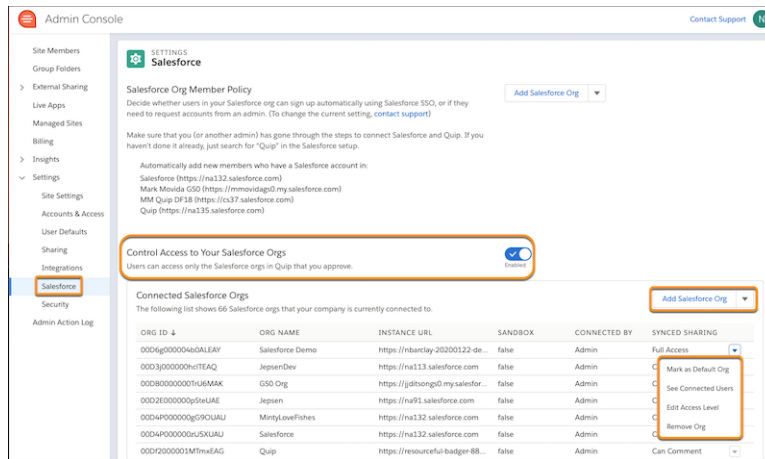 Admin Console
Contact Support
N
Site Members
Group Folders
External Sharing
Live Apps
Managed Sites
Billing
Insights
Settings
Site Settings
Accounts & Access
User Defaults
Sharing
Integrations
Salesforce
Security
Admin Action Log
SETTINGS
Salesforce
Salesforce Org Member Policy
Decide whether users in your Salesforce org can sign up automatically using Salesforce SSO, or if they
need to request accounts from an admin. (To change the current setting, contact support)
Make sure that you (or another admin) has gone through the steps to connect Salesforce and Quip. If you
haven't done it already, just search for "Quip" in the Salesforce setup.
Automatically add new members who have a Salesforce account in:
Salesforce (https://na132.salesforce.com)
Mark Movida GS0 (https://mmovidags0.my.salesforce.com)
MM Quip DF18 (https://cs37.salesforce.com)
Quip (https://na135.salesforce.com)
Add Salesforce Org
Control Access to Your Salesforce Orgs
Users can access only the Salesforce orgs in Quip that you approve.
Enabled
Connected Salesforce Orgs
The following list shows 66 Salesforce orgs that your company is currently connected to.
Add Salesforce Org
ORG ID ↓ ORG NAME INSTANCE URL SANDBOX CONNECTED BY SYNCED SHARING
00D6g000004b0ALEAY Salesforce Demo https://nbarclay-20200122-de... false Admin Full Access
00D3j000000hclTEAQ JepsenDev https://na113.salesforce.com false Admin C
00DB0000000TrU6MAK GS0 Org https://jjditsongs0.my.salesfor... false Admin C
00D2E000000pSteUAE Jepsen https://na91.salesforce.com false Admin C
00D4P000000gG9OUAU MintyLoveFishes https://na132.salesforce.com false Admin C
00D4P000000zU5XUAU Salesforce https://na132.salesforce.com false Admin C
00Df2000001MTmxEAG Quip https://resourceful-badger-88... false Admin Can Comment
Mark as Default Org
See Connected Users
Edit Access Level
Remove Org